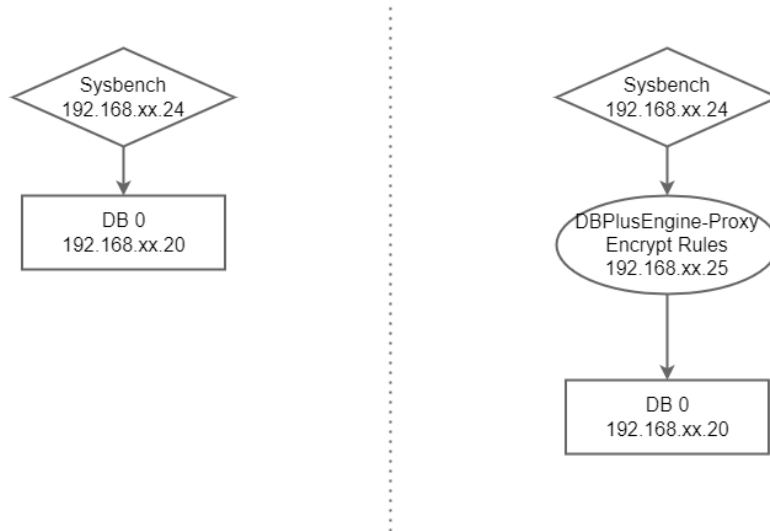 Sysbench
192.168.xx.24
DB 0
192.168.xx.20
Sysbench
192.168.xx.24
DBPlusEngine-Proxy
Encrypt Rules
192.168.xx.25
DB 0
192.168.xx.20